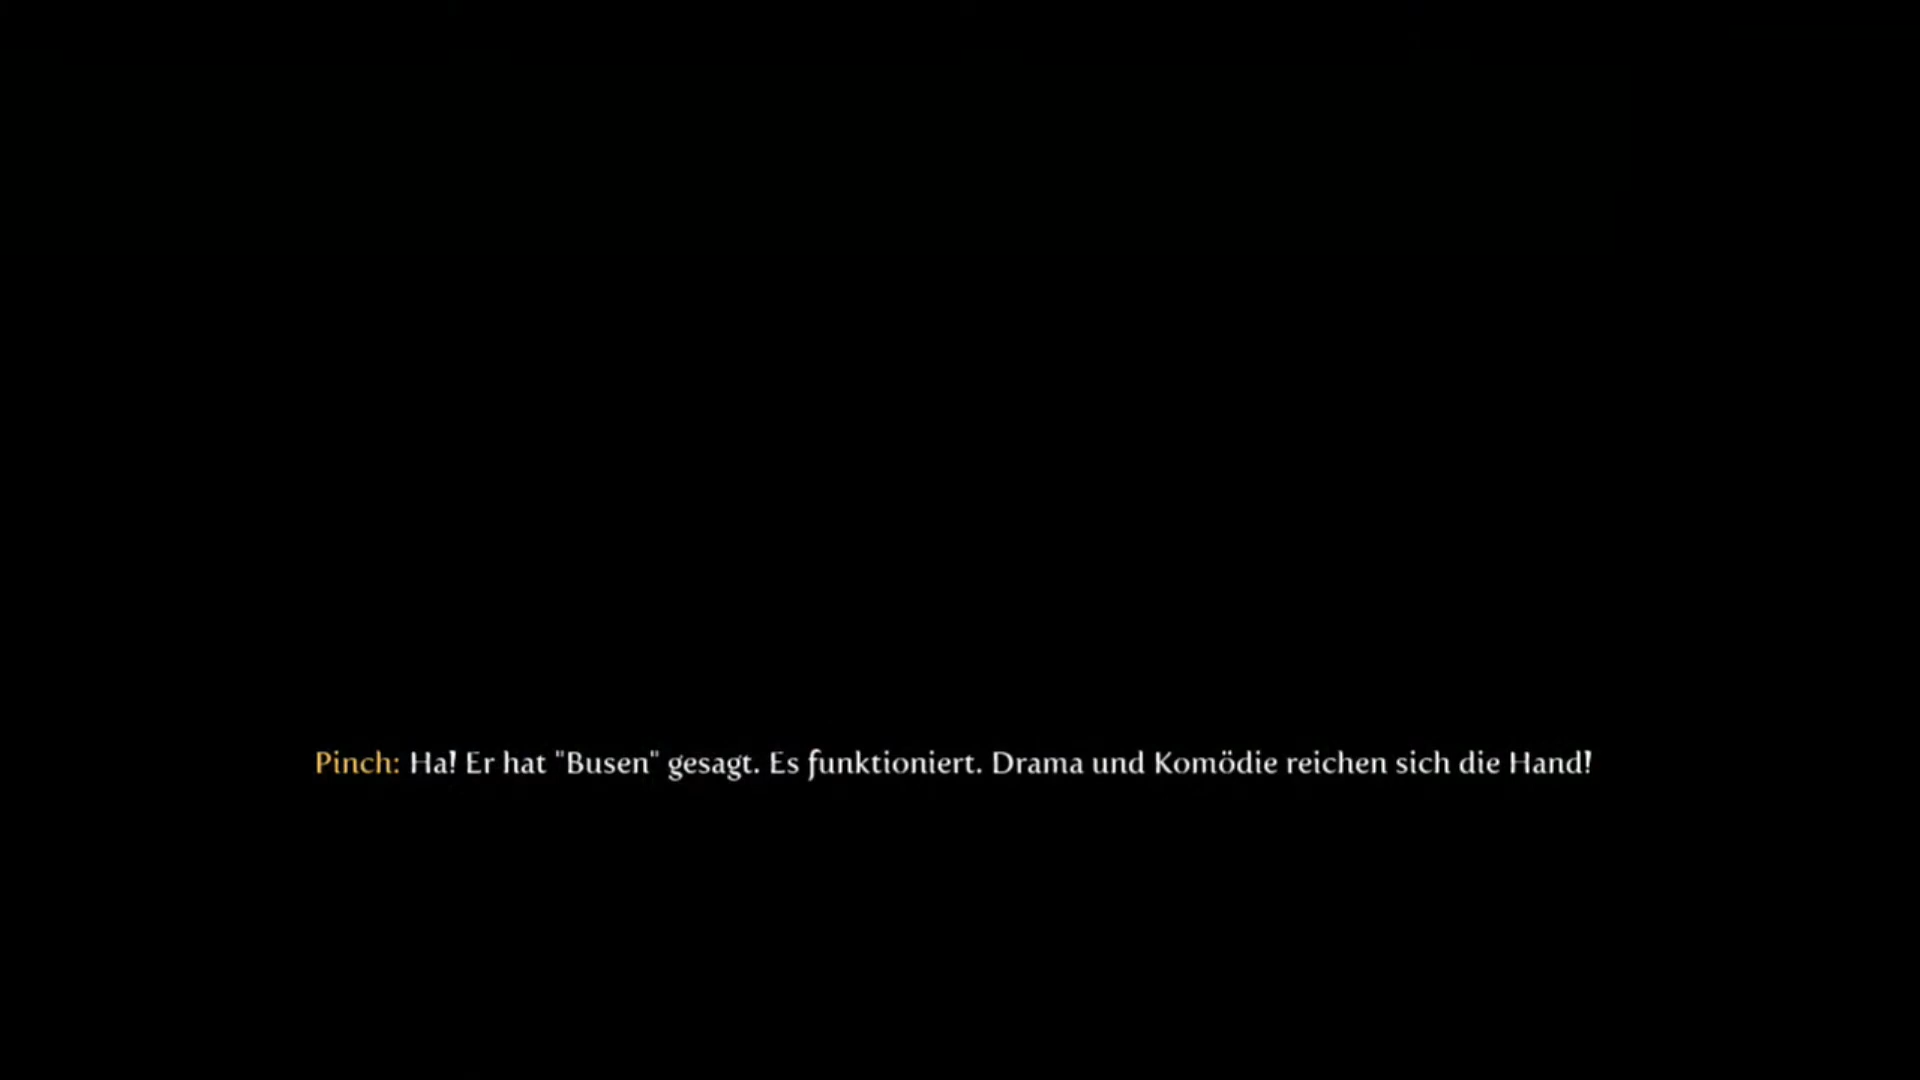 Pinch: Ha! Er hat "Busen" gesagt. Es funktioniert. Drama und Komödie reichen sich die Hand!